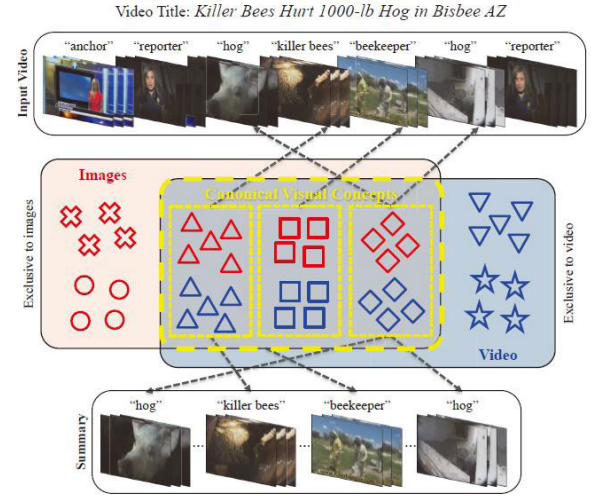 Video Title: Killer Bees Hurt 1000-lb Hog in Bisbee AZ
Input Video
“anchor” “reporter” “hog” “killer bees” “beekeeper” “hog” “reporter”
Images
Canonical Visual Concepts
Exclusive to images
Exclusive to video
Video
Summary
“hog” “killer bees” “beekeeper” “hog”
... ... ...